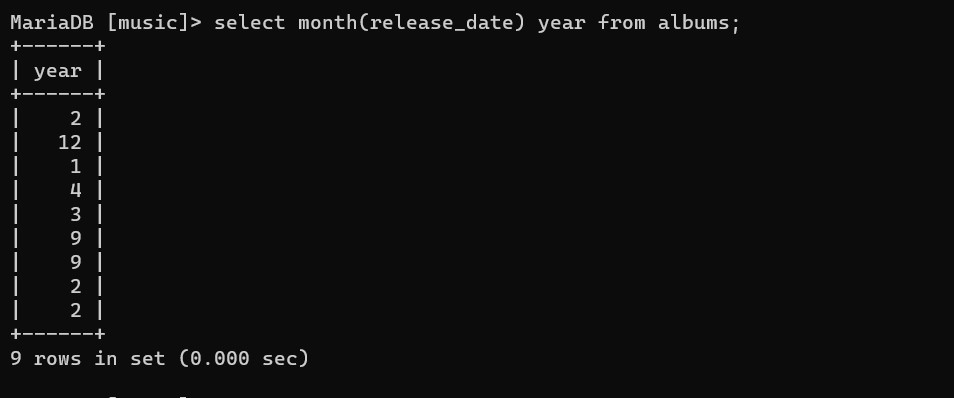 MariaDB [music]> select month(release_date) year from albums;
+------+
| year |
+------+
|    2 |
|   12 |
|    1 |
|    4 |
|    3 |
|    9 |
|    9 |
|    2 |
|    2 |
+------+
9 rows in set (0.000 sec)